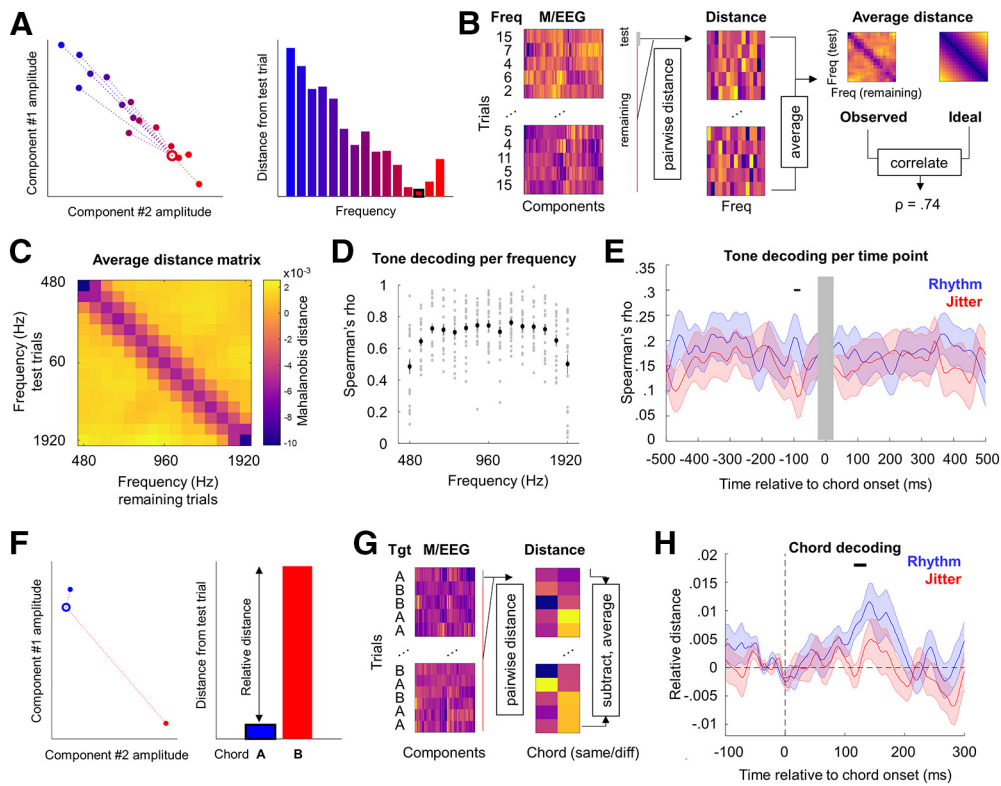 A
Component #1 amplitude
Component #2 amplitude
Distance from test trial
Frequency
B
Freq M/EEG
Distance
Average distance
15
7
4
6
2
5
4
11
5
15
Trials
Components
test
remaining
pairwise distance
Freq
average
Freq (test)
Freq (remaining)
Observed
Ideal
correlate
ρ = .74
C
Average distance matrix
480
60
1920
Frequency (Hz)
test trials
480 960 1920
Frequency (Hz)
remaining trials
x10-3
2
0
-2
-4
-6
-8
-10
Mahalanobis distance
D
Tone decoding per frequency
Spearman's rho
1
0.8
0.6
0.4
0.2
0
480 960 1920
Frequency (Hz)
E
Tone decoding per time point
Rhythm
Jitter
Spearman's rho
.35
.3
.25
.2
.15
.1
.05
0
-500 -400 -300 -200 -100 0 100 200 300 400 500
Time relative to chord onset (ms)
F
Component #1 amplitude
Component #2 amplitude
Distance from test trial
Relative distance
Chord A B
G
Tgt M/EEG
Distance
A
B
B
A
A
B
A
B
A
A
Trials
Components
pairwise distance
subtract, average
Chord (same/diff)
H
Chord decoding
Rhythm
Jitter
Relative distance
.02
.015
.01
.005
0
-.005
-.01
-100 0 100 200 300
Time relative to chord onset (ms)